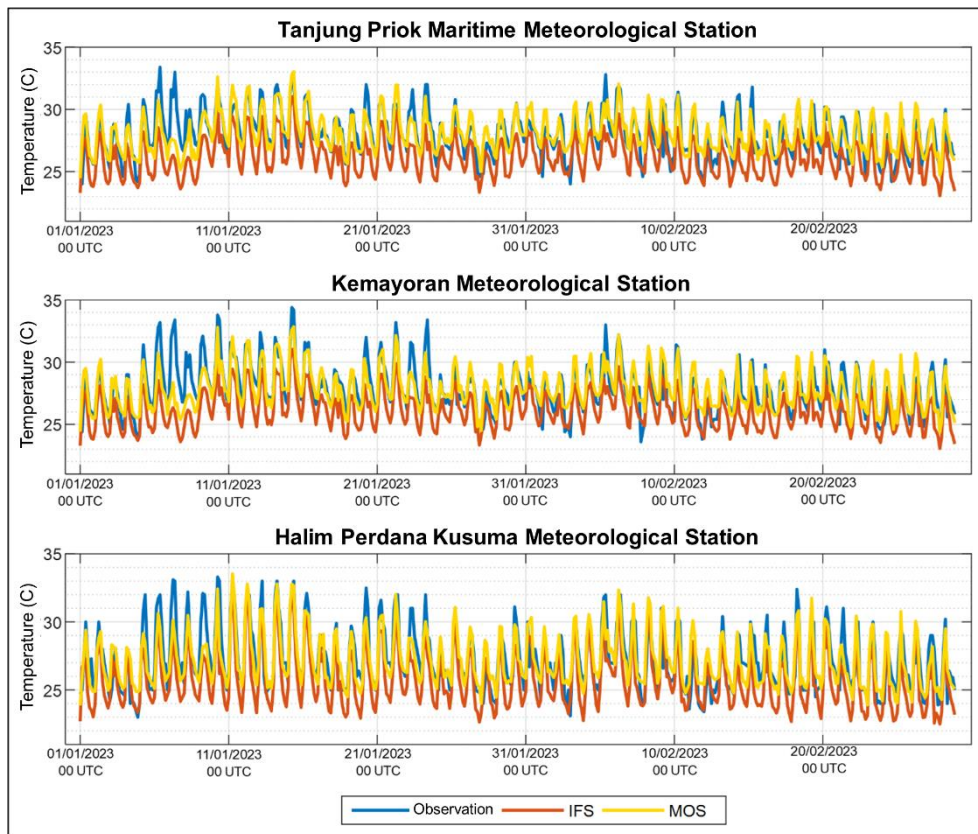 Tanjung Priok Maritime Meteorological Station
Temperature (C)
35
30
25
01/01/2023 11/01/2023 21/01/2023 31/01/2023 10/02/2023 20/02/2023
00 UTC 00 UTC 00 UTC 00 UTC 00 UTC 00 UTC
Kemayoran Meteorological Station
Temperature (C)
35
30
25
01/01/2023 11/01/2023 21/01/2023 31/01/2023 10/02/2023 20/02/2023
00 UTC 00 UTC 00 UTC 00 UTC 00 UTC 00 UTC
Halim Perdana Kusuma Meteorological Station
Temperature (C)
35
30
25
01/01/2023 11/01/2023 21/01/2023 31/01/2023 10/02/2023 20/02/2023
00 UTC 00 UTC 00 UTC 00 UTC 00 UTC 00 UTC
Observation IFS MOS